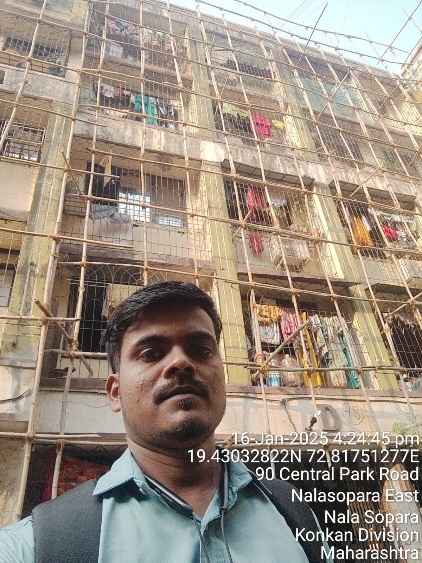 16-Jan-2025 4:24:45 pm
19.43032822N 72.81751277E
90 Central Park Road
Nalasopara East
Nala Sopara
Konkan Division
Maharashtra